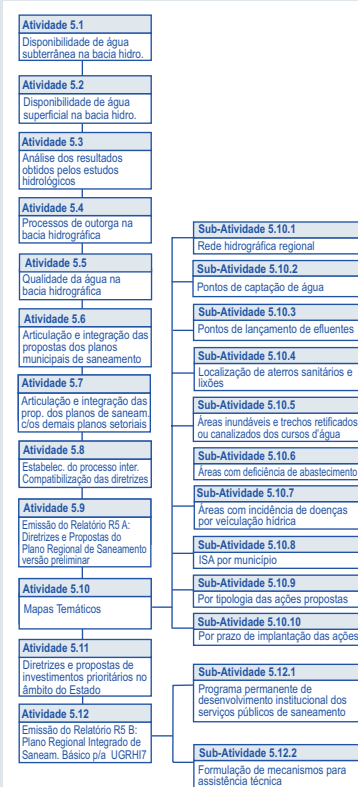 Atividade 5.1
Disponibilidade de água
subterrânea na bacia hidro.
Atividade 5.2
Disponibilidade de água
superficial na bacia hidro.
Atividade 5.3
Análise dos resultados
obtidos pelos estudos
hidrológicos
Atividade 5.4
Processos de outorga na
bacia hidrográfica
Atividade 5.5
Qualidade da água na
bacia hidrográfica
Atividade 5.6
Articulação e integração das
propostas dos planos
municipais de saneamento
Atividade 5.7
Articulação e integração das
prop. dos planos de saneam.
c/os demais planos setoriais
Atividade 5.8
Estabelec. do processo inter.
Compatibilização das diretrizes
Atividade 5.9
Emissão do Relatório R5 A:
Diretrizes e Propostas do
Plano Regional de Saneamento
versão preliminar
Atividade 5.10
Mapas Temáticos
Atividade 5.11
Diretrizes e propostas de
investimentos prioritários no
âmbito do Estado
Atividade 5.12
Emissão do Relatório R5 B:
Plano Regional Integrado de
Saneam. Básico p/a UGRHI7
Sub-Atividade 5.10.1
Rede hidrográfica regional
Sub-Atividade 5.10.2
Pontos de captação de água
Sub-Atividade 5.10.3
Pontos de lançamento de efluentes
Sub-Atividade 5.10.4
Localização de aterros sanitários e
lixões
Sub-Atividade 5.10.5
Áreas inundáveis e trechos retificados
ou canalizados dos cursos d'água
Sub-Atividade 5.10.6
Áreas com deficiência de abastecimento
Sub-Atividade 5.10.7
Áreas com incidência de doenças
por veículação hídrica
Sub-Atividade 5.10.8
ISA por município
Sub-Atividade 5.10.9
Por tipologia das ações propostas
Sub-Atividade 5.10.10
Por prazo de implantação das ações
Sub-Atividade 5.12.1
Programa permanente de
desenvolvimento institucional dos
serviços públicos de saneamento
Sub-Atividade 5.12.2
Formulação de mecanismos para
assistência técnica